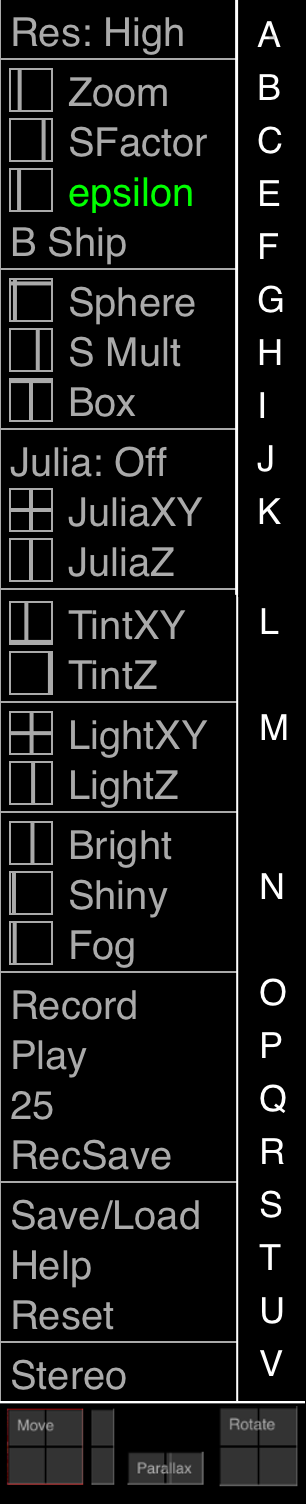 Res: High A
Zoom B
SFactor C
epsilon E
B Ship F
Sphere G
S Mult H
Box I
Julia: Off J
JuliaXY K
JuliaZ
TintXY L
TintZ
LightXY M
LightZ
Bright
Shiny N
Fog
Record O
Play P
25 Q
RecSave R
Save/Load S
Help T
Reset U
Stereo V
Move Rotate
Parallax